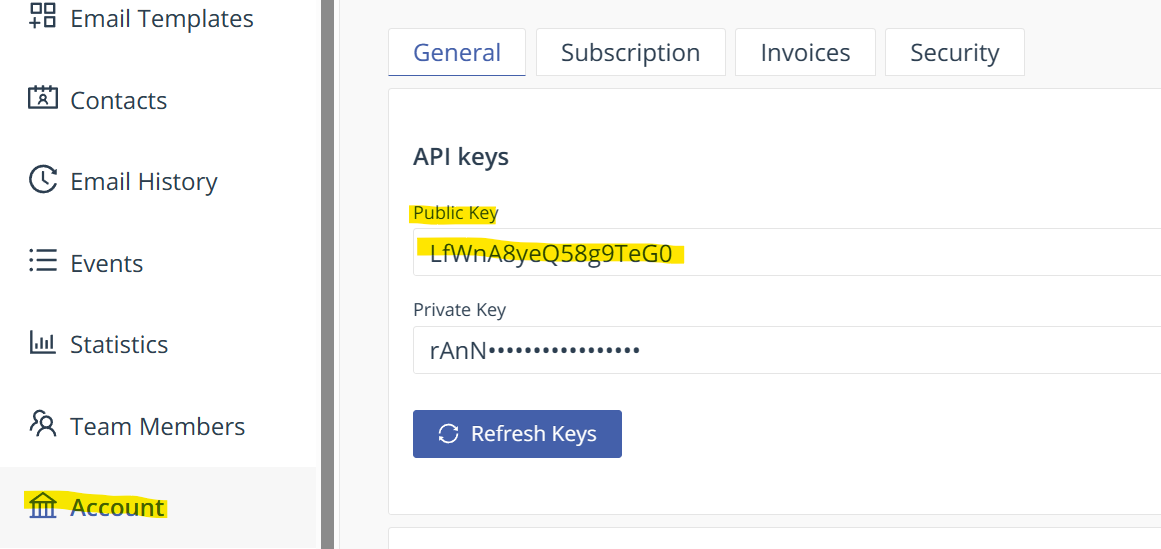 Email Templates
Contacts
Email History
Events
Statistics
Team Members
Account
General
Subscription
Invoices
Security
API keys
Public Key
LfWnA8yeQ58g9TeG0
Private Key
rAnN•••••••••••••••••
Refresh Keys